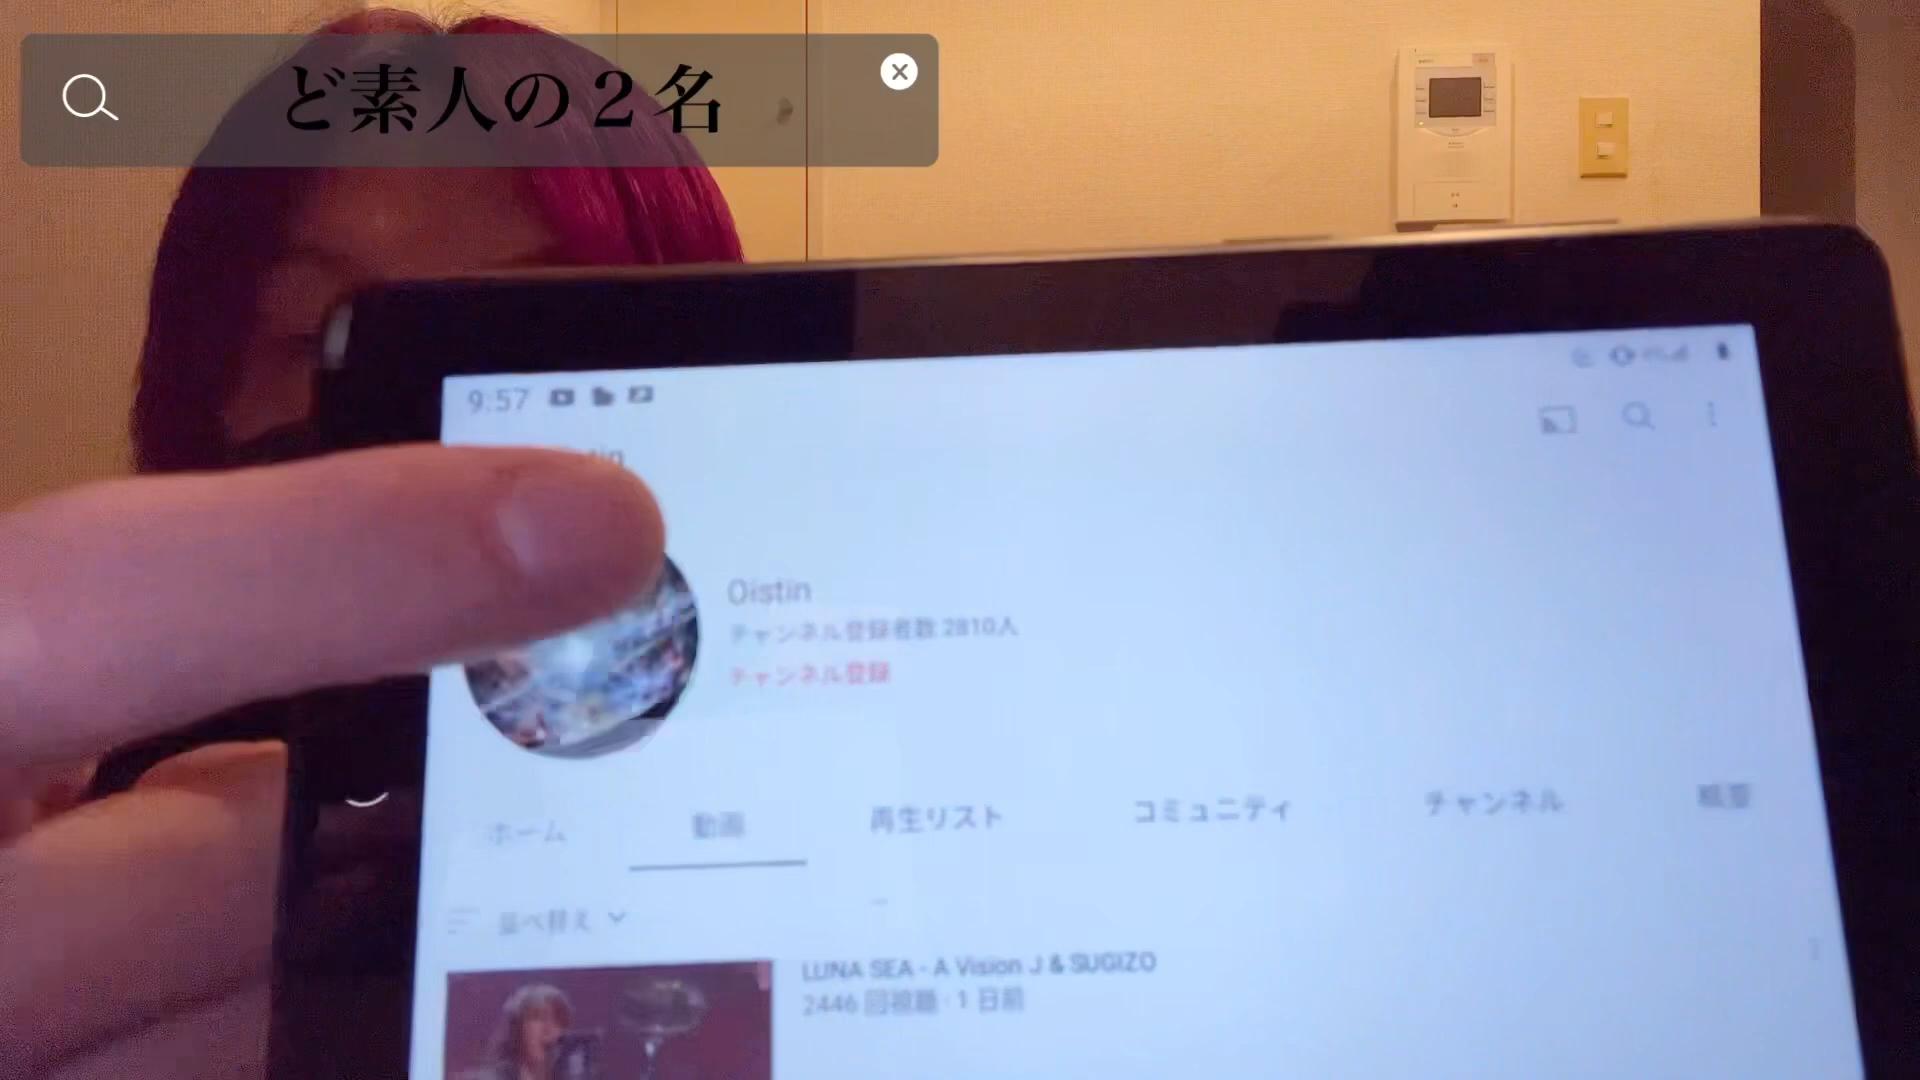 ど素人の２名
9:57
Oistin
チャンネル登録者数 2810人
チャンネル登録
ホーム 動画 再生リスト コミュニティ チャンネル 概要
並べ替え
LUNA SEA - A Vision J & SUGIZO
2446 回視聴・1 日前